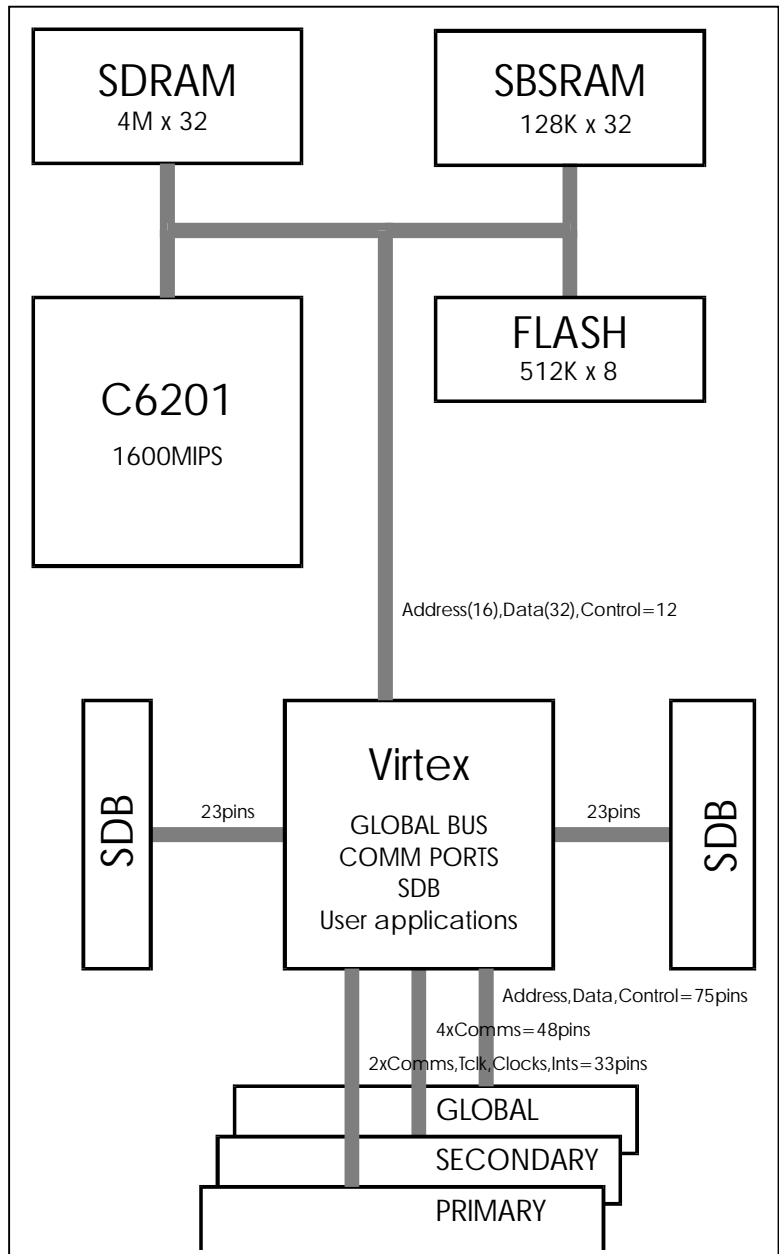 SDRAM
4M x 32
SBSRAM
128K x 32
C6201
1600MIPS
FLASH
512K x 8
Address(16),Data(32),Control=12
SDB
23pins
Virtex
GLOBAL BUS
COMM PORTS
SDB
User applications
23pins
SDB
Address,Data,Control=75pins
4xComms=48pins
2xComms,Tclk,Clocks,Ints=33pins
GLOBAL
SECONDARY
PRIMARY